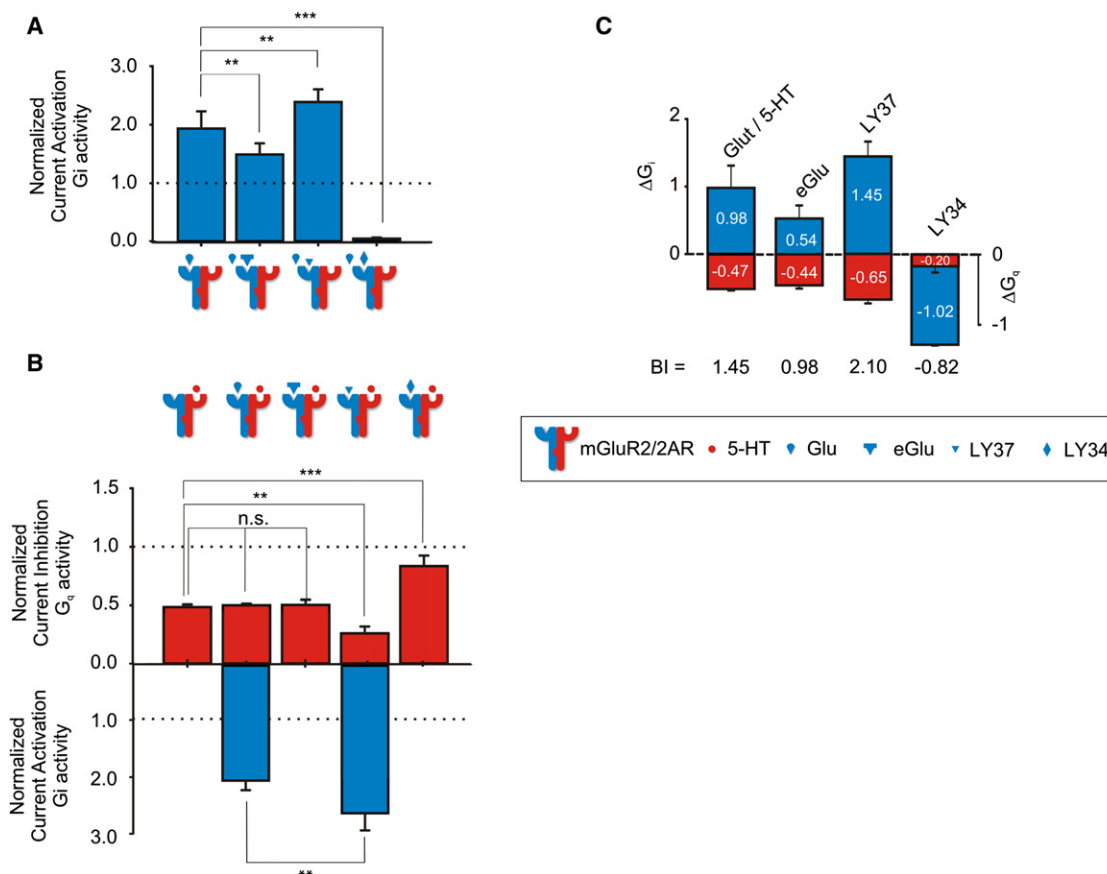 A
***
**
**
3.0
2.0
1.0
0.0
Normalized
Current Activation
Gi activity
B
***
**
n.s.
1.5
1.0
0.5
0.0
Normalized
Current Inhibition
Gq activity
1.0
2.0
3.0
Normalized
Current Activation
Gi activity
**
C
2
1
0
ΔGi
Glut / 5-HT
eGlu
LY37
LY34
0.98
0.54
1.45
-0.47
-0.44
-0.65
-0.20
-1.02
0
-1
ΔGq
BI = 1.45 0.98 2.10 -0.82
mGluR2/2AR 5-HT Glu eGlu LY37 LY34